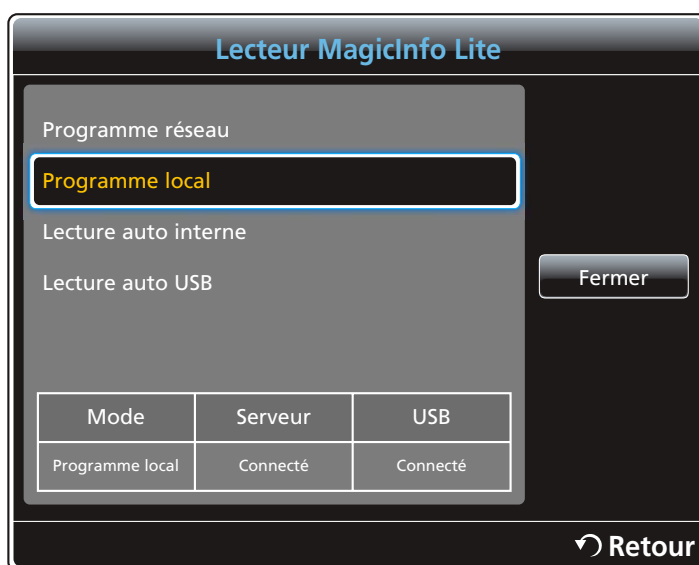 Lecteur MagicInfo Lite
Programme réseau
Programme local
Lecture auto interne
Lecture auto USB
Fermer
Mode Serveur USB
Programme local Connecté Connecté
Retour